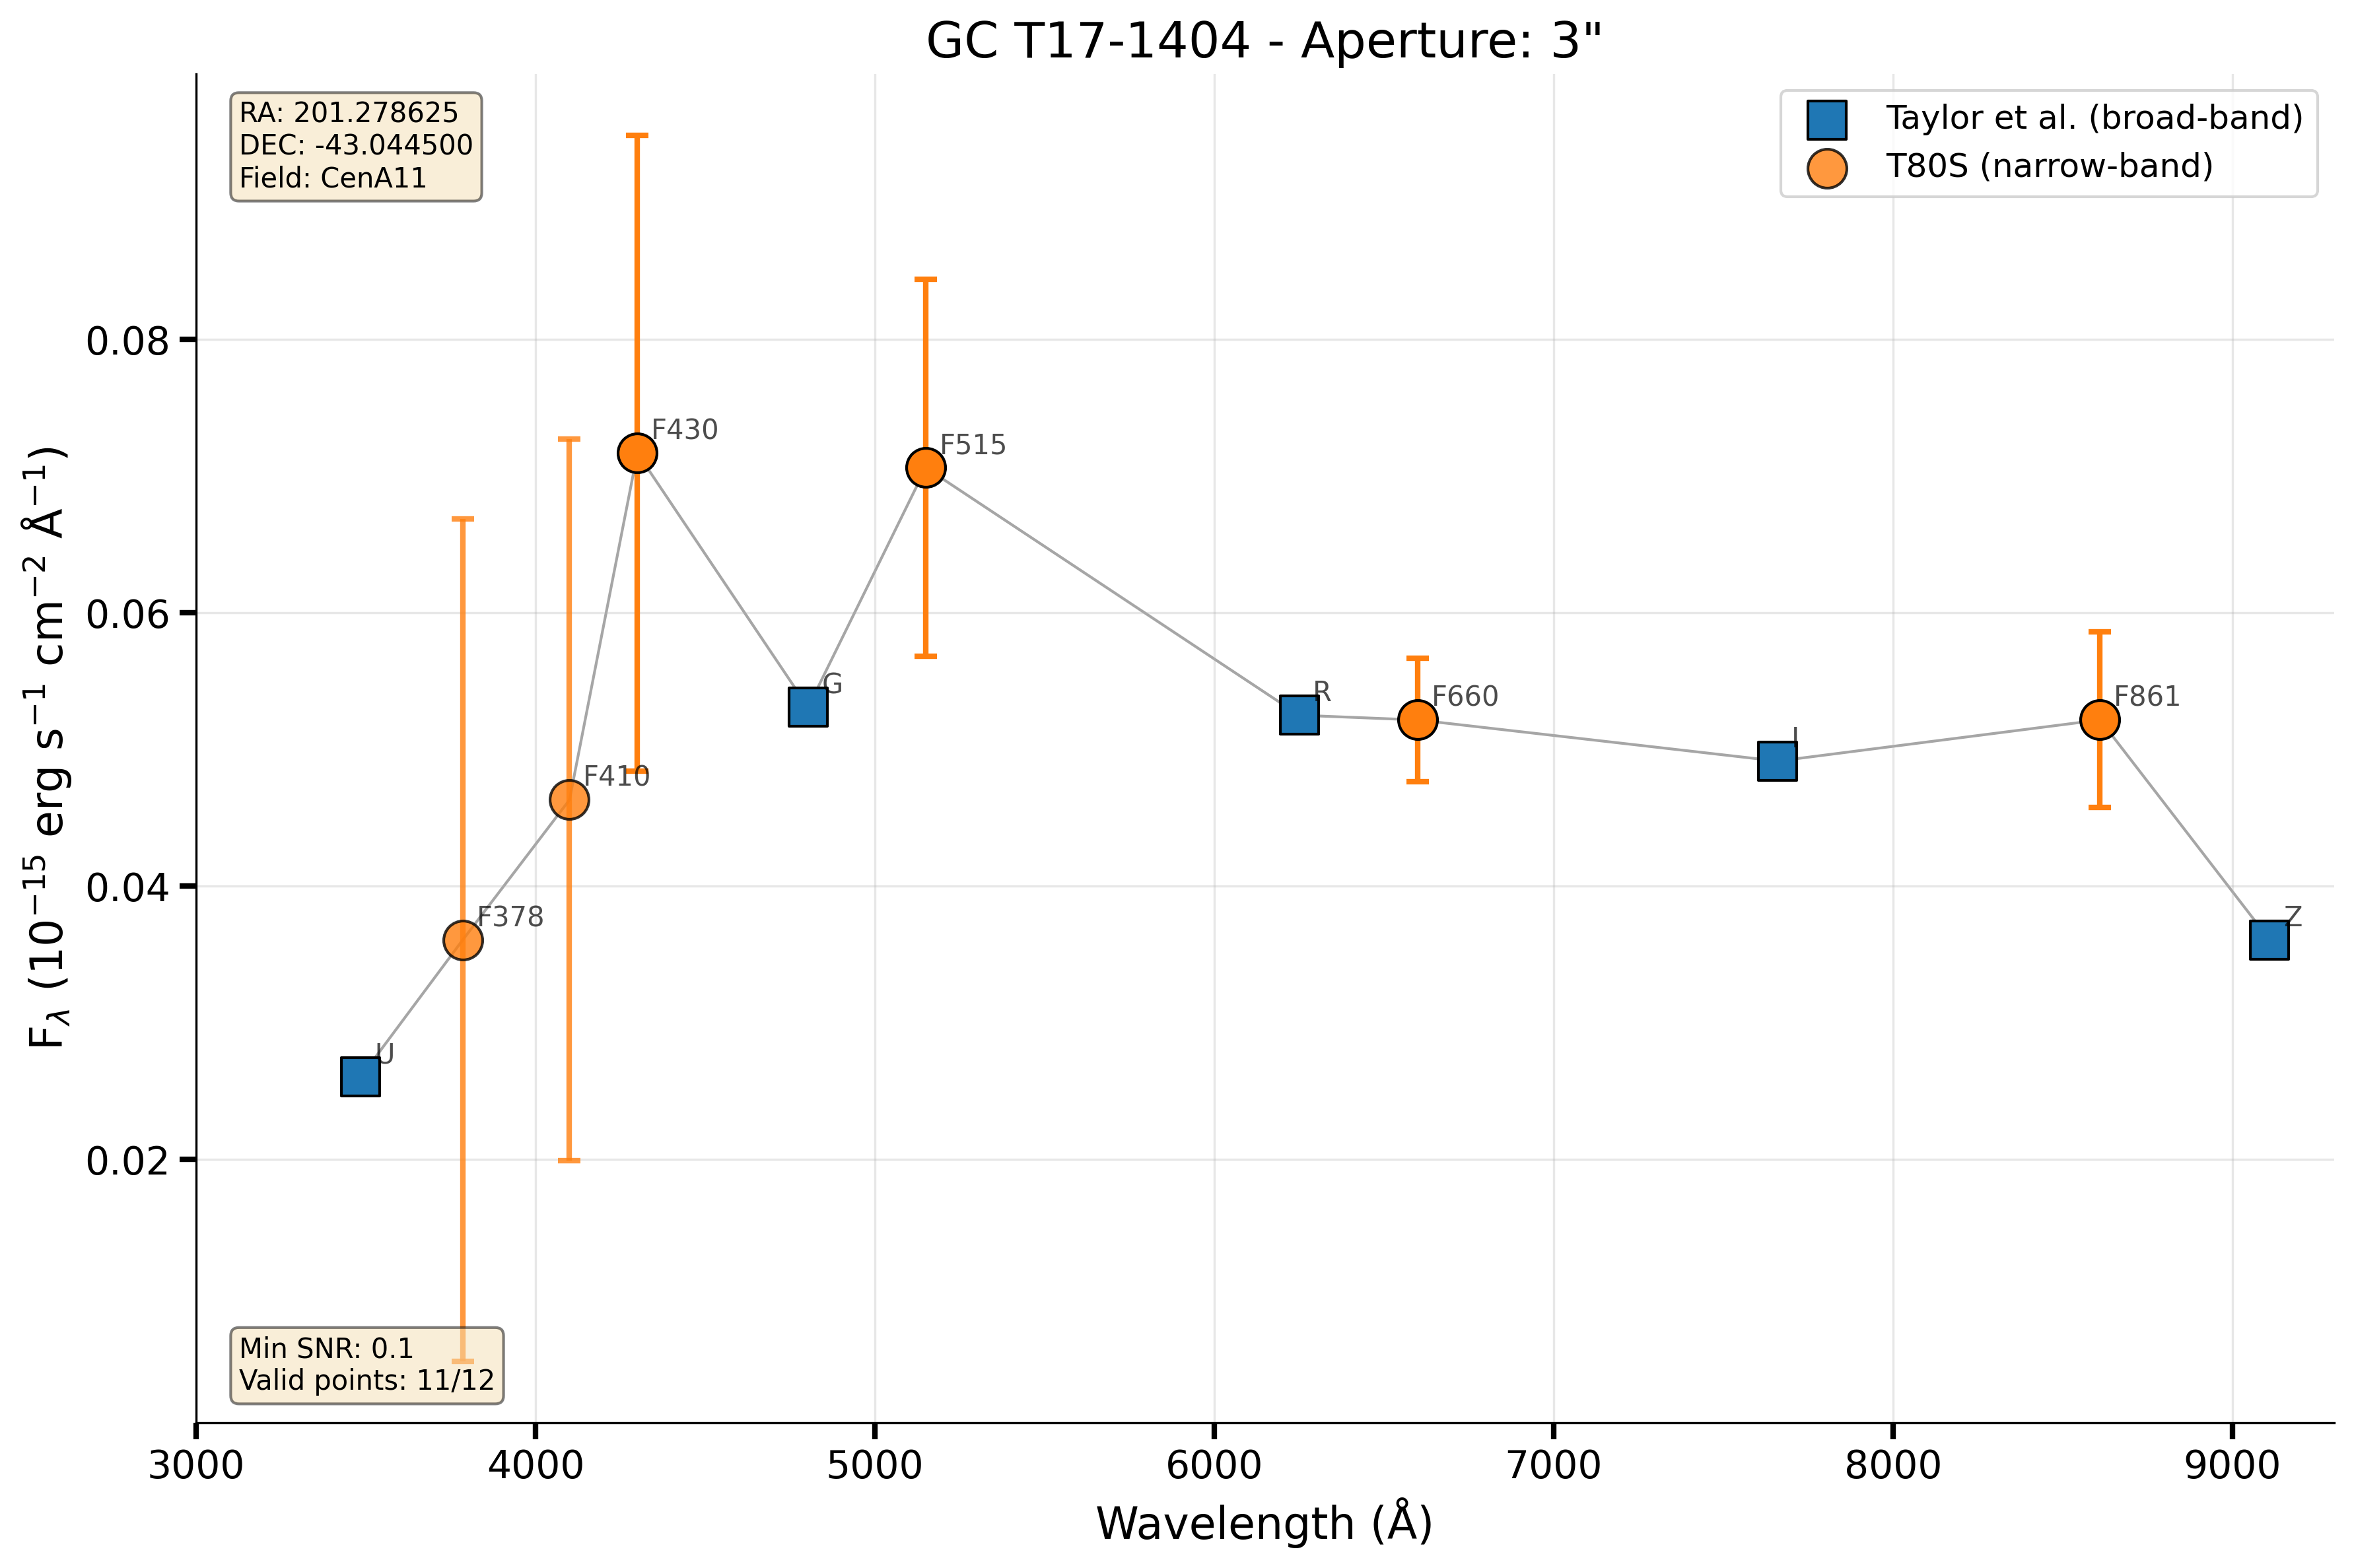 GC T17-1404 - Aperture: 3"
RA: 201.278625
DEC: -43.044500
Field: CenA11
Taylor et al. (broad-band)
T80S (narrow-band)
F430
F515
0.08
F_λ (10⁻¹⁵ erg s⁻¹ cm⁻² Å⁻¹)
0.06
G
R
F660
F861
I
F410
0.04
F378
Z
U
0.02
Min SNR: 0.1
Valid points: 11/12
3000 4000 5000 6000 7000 8000 9000
Wavelength (Å)